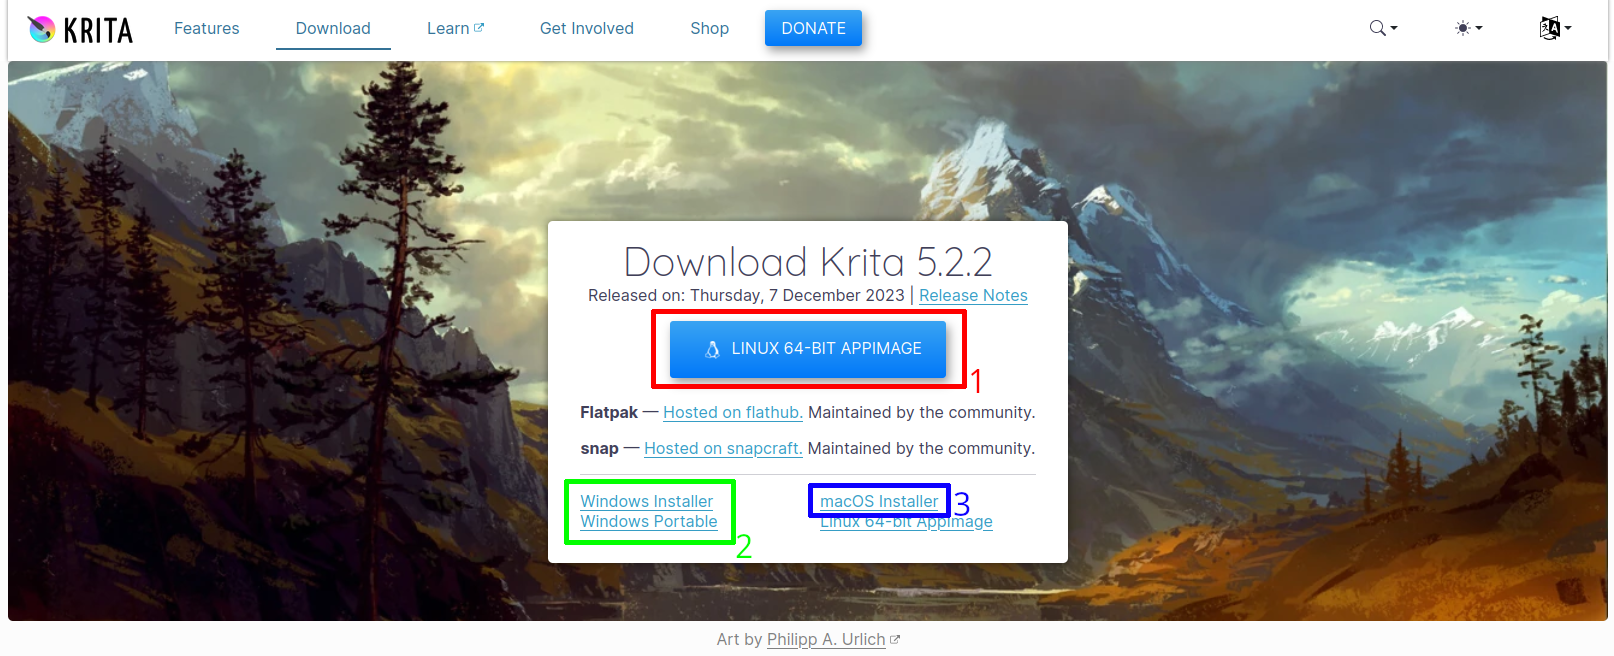 KRITA Features Download Learn Get Involved Shop DONATE
Download Krita 5.2.2
Released on: Thursday, 7 December 2023 | Release Notes
LINUX 64-BIT APPIMAGE
1
Flatpak — Hosted on flathub. Maintained by the community.
snap — Hosted on snapcraft. Maintained by the community.
Windows Installer
Windows Portable
2
macOS Installer
3
Linux 64-bit AppImage
Art by Philipp A. Urlich